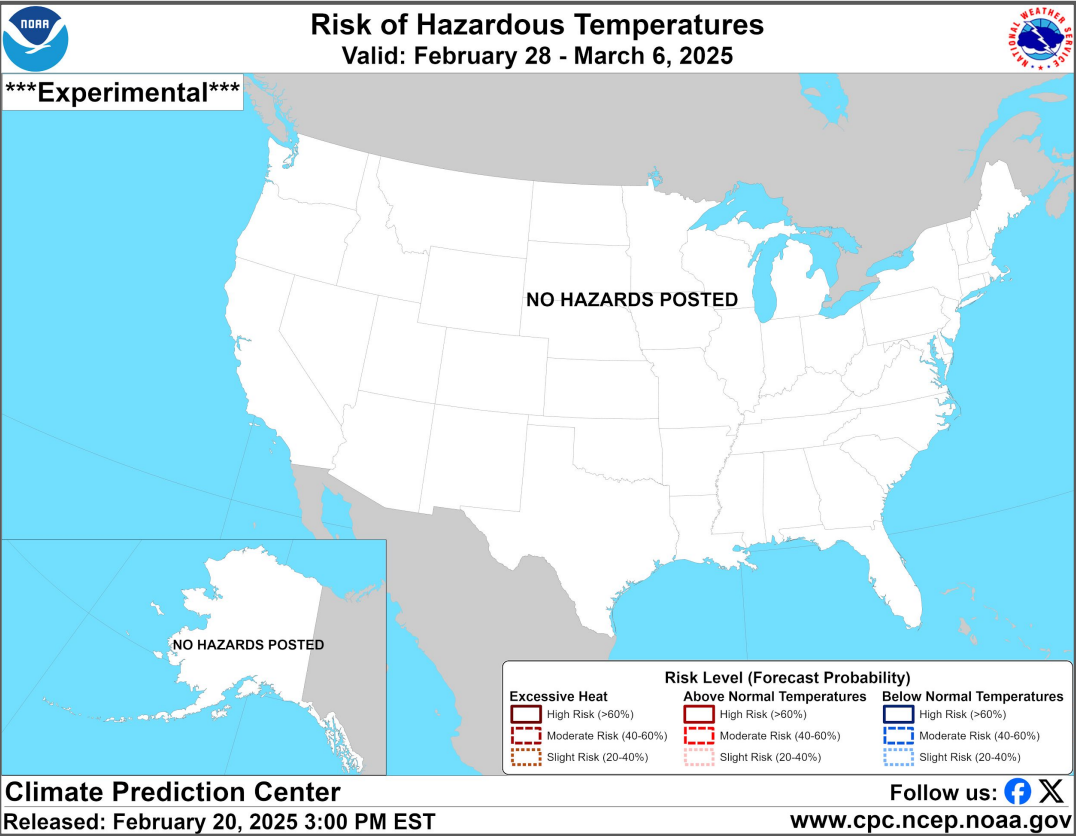 NOAA
Risk of Hazardous Temperatures
Valid: February 28 - March 6, 2025
NATIONAL WEATHER SERVICE
***Experimental***
NO HAZARDS POSTED
NO HAZARDS POSTED
Risk Level (Forecast Probability)
Excessive Heat
High Risk (>60%)
Moderate Risk (40-60%)
Slight Risk (20-40%)
Above Normal Temperatures
High Risk (>60%)
Moderate Risk (40-60%)
Slight Risk (20-40%)
Below Normal Temperatures
High Risk (>60%)
Moderate Risk (40-60%)
Slight Risk (20-40%)
Climate Prediction Center
Follow us:
Released: February 20, 2025 3:00 PM EST
www.cpc.ncep.noaa.gov